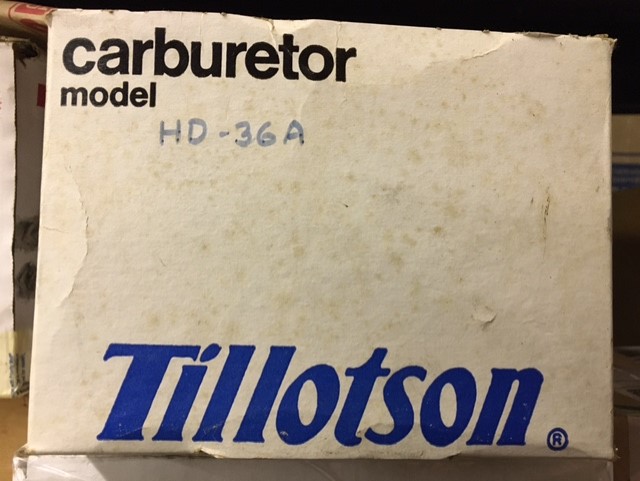 carburetor
model
HD-36A
Tillotson®